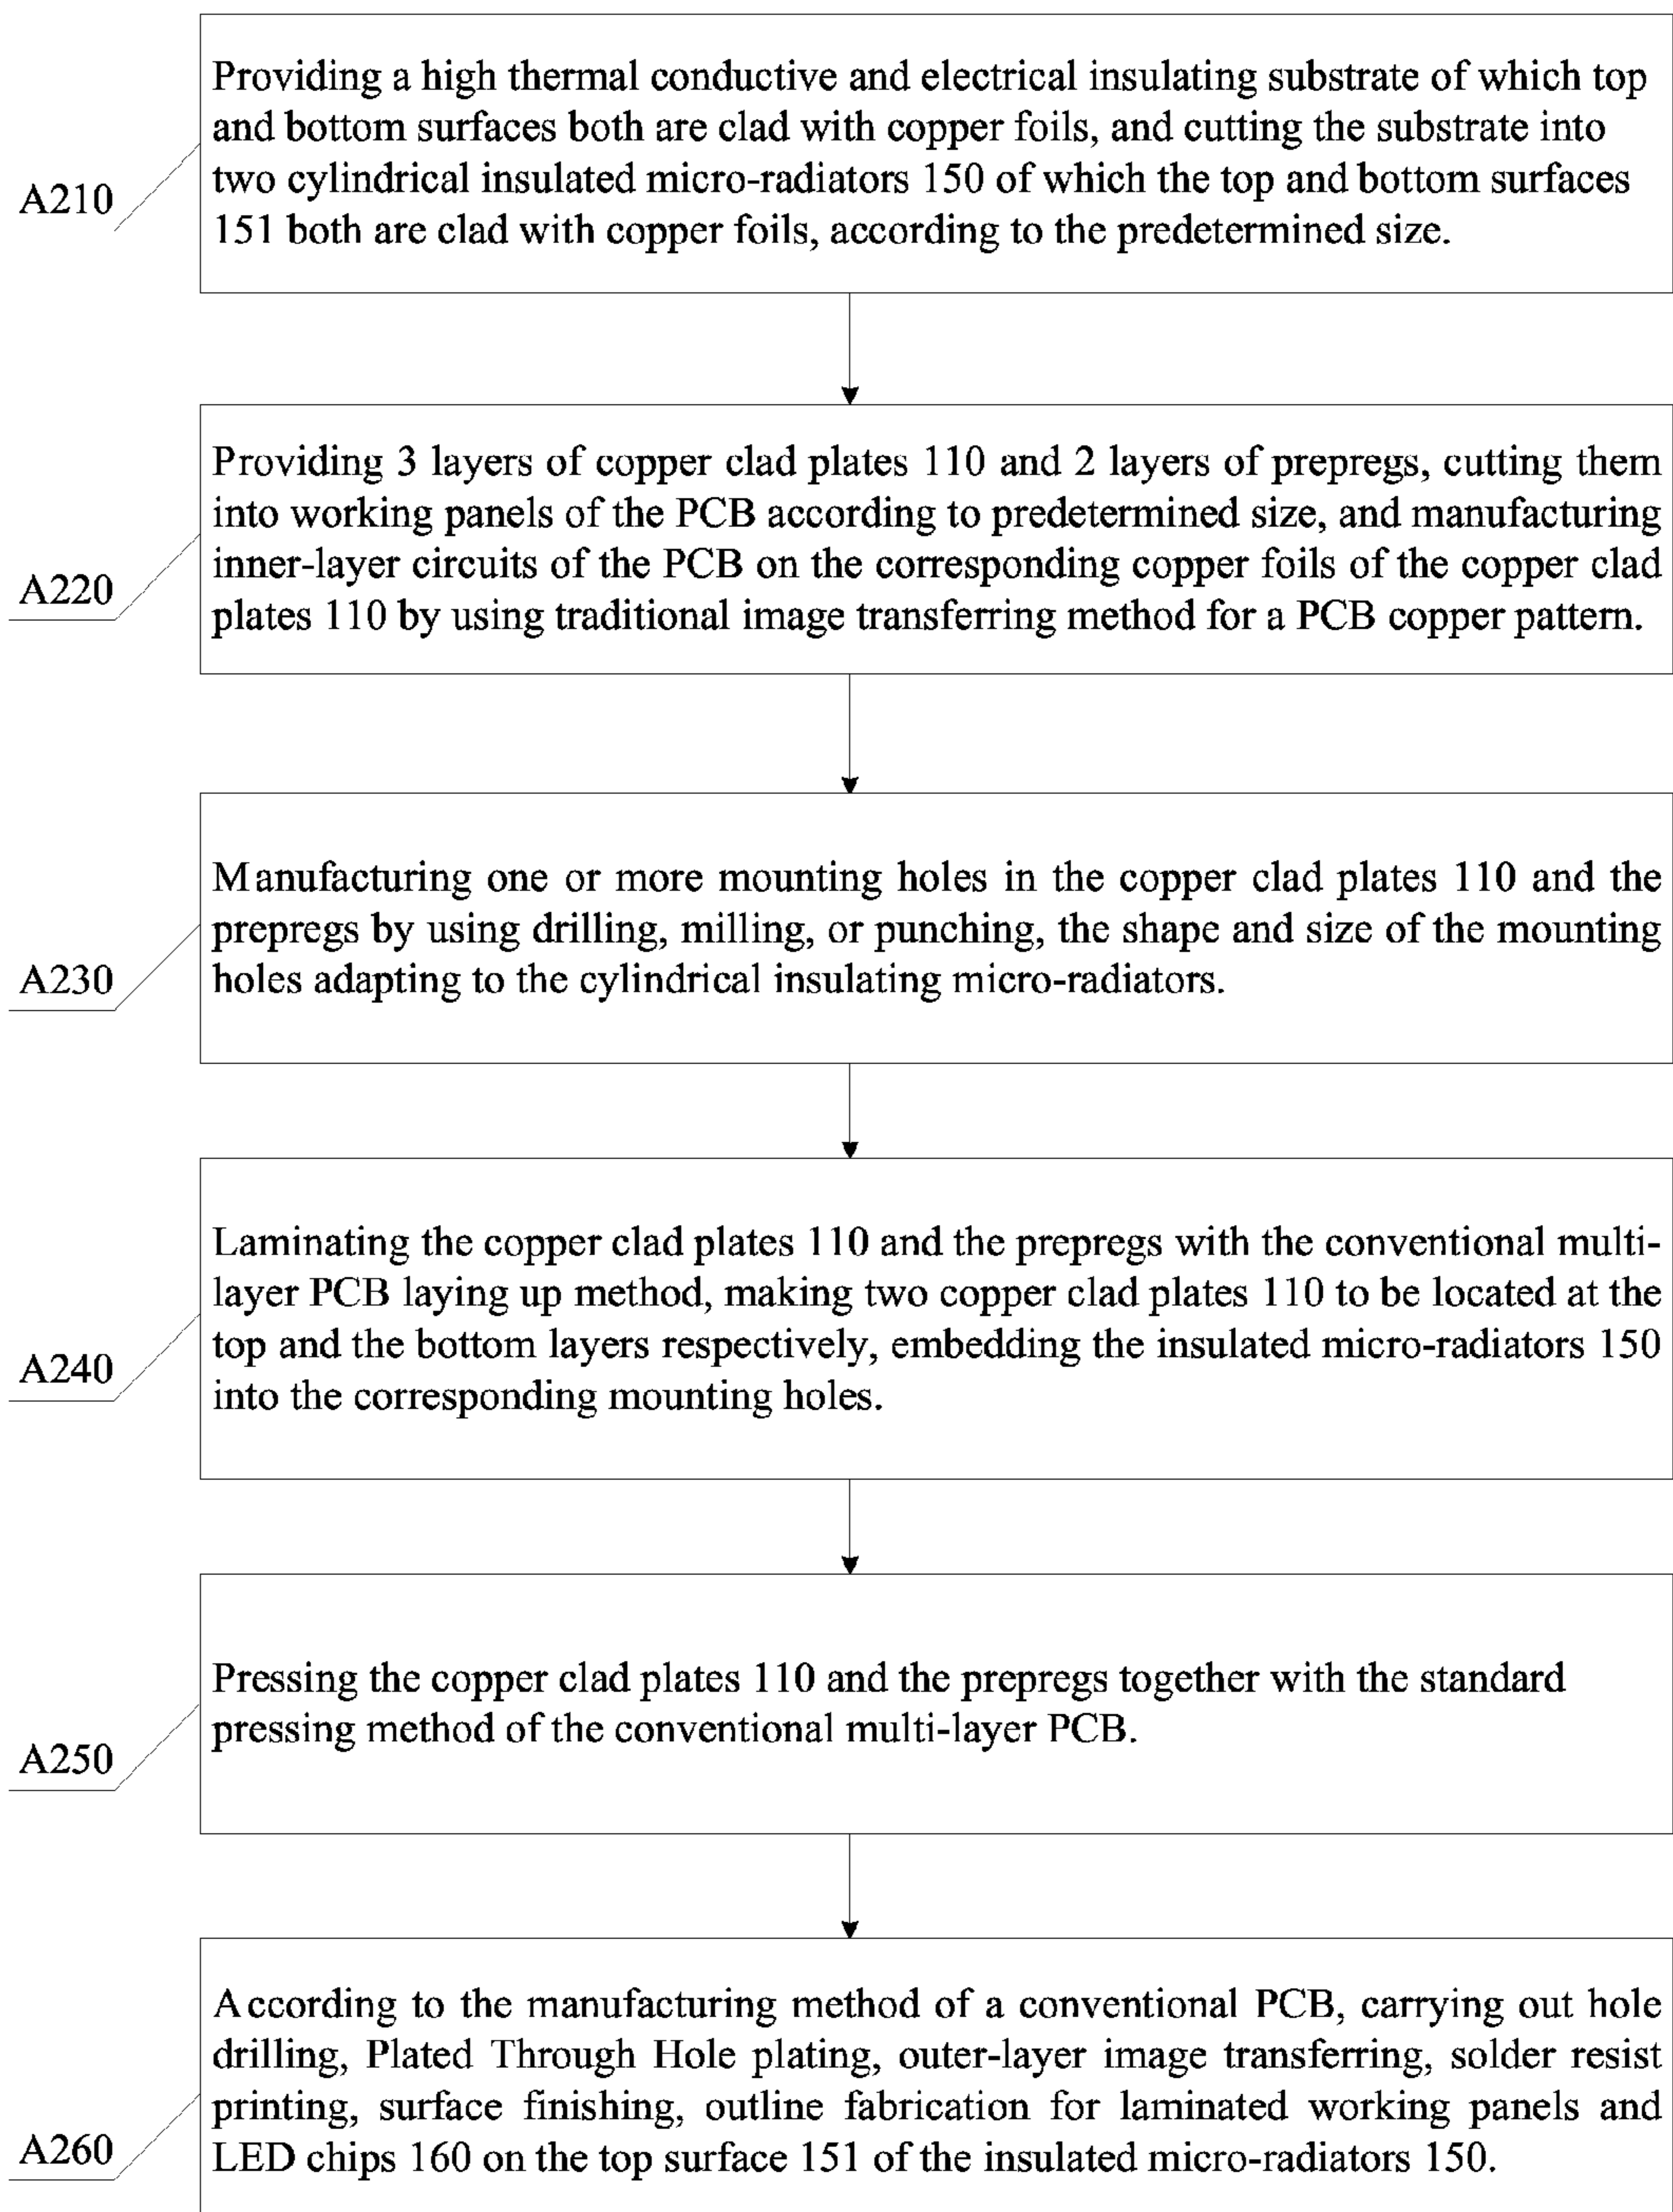 Providing a high thermal conductive and electrical insulating substrate of which top
and bottom surfaces both are clad with copper foils, and cutting the substrate into
two cylindrical insulated micro-radiators 150 of which the top and bottom surfaces
151 both are clad with copper foils, according to the predetermined size.
A210
Providing 3 layers of copper clad plates 110 and 2 layers of prepregs, cutting them
into working panels of the PCB according to predetermined size, and manufacturing
inner-layer circuits of the PCB on the corresponding copper foils of the copper clad
plates 110 by using traditional image transferring method for a PCB copper pattern.
A220
Manufacturing one or more mounting holes in the copper clad plates 110 and the
prepregs by using drilling, milling, or punching, the shape and size of the mounting
holes adapting to the cylindrical insulating micro-radiators.
A230
Laminating the copper clad plates 110 and the prepregs with the conventional multi-
layer PCB laying up method, making two copper clad plates 110 to be located at the
top and the bottom layers respectively, embedding the insulated micro-radiators 150
into the corresponding mounting holes.
A240
Pressing the copper clad plates 110 and the prepregs together with the standard
pressing method of the conventional multi-layer PCB.
A250
According to the manufacturing method of a conventional PCB, carrying out hole
drilling, Plated Through Hole plating, outer-layer image transferring, solder resist
printing, surface finishing, outline fabrication for laminated working panels and
LED chips 160 on the top surface 151 of the insulated micro-radiators 150.
A260